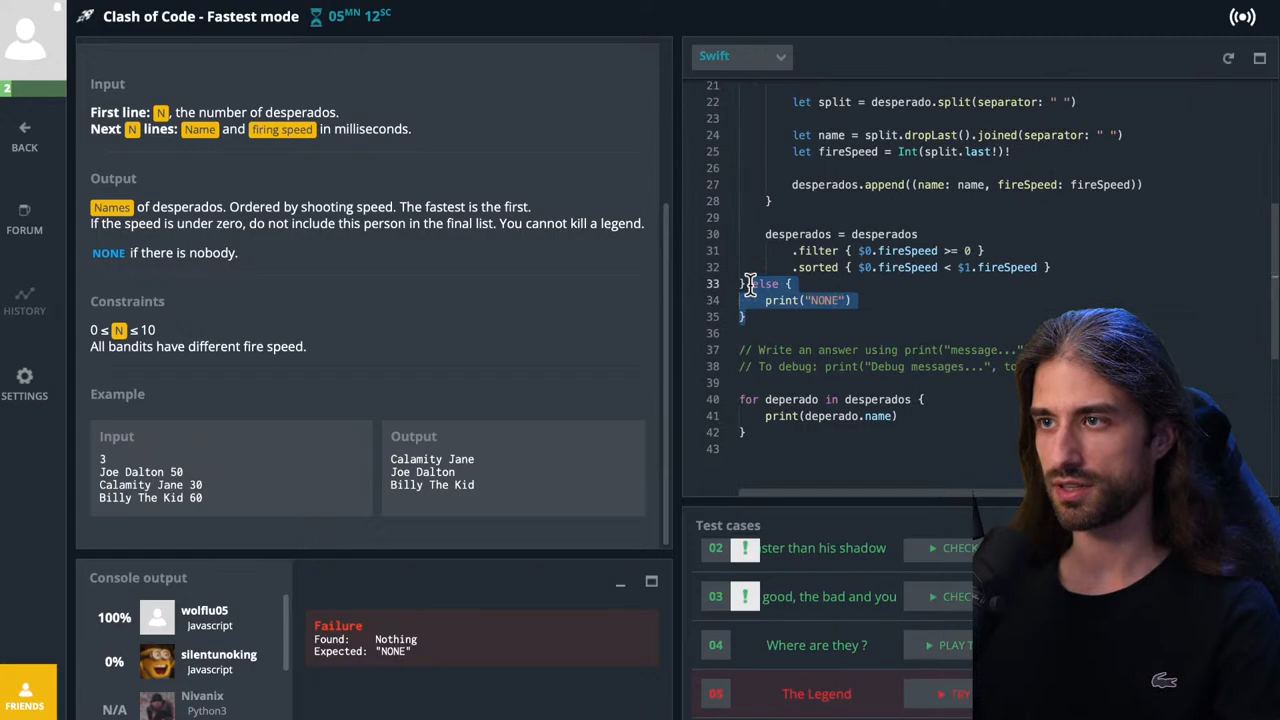 Clash of Code - Fastest mode 05MN 12SC
2
BACK
FORUM
HISTORY
SETTINGS
FRIENDS
Input
First line: N, the number of desperados.
Next N lines: Name and firing speed in milliseconds.
Output
Names of desperados. Ordered by shooting speed. The fastest is the first.
If the speed is under zero, do not include this person in the final list. You cannot kill a legend.
NONE if there is nobody.
Constraints
0 ≤ N ≤ 10
All bandits have different fire speed.
Example
Input
3
Joe Dalton 50
Calamity Jane 30
Billy The Kid 60
Output
Calamity Jane
Joe Dalton
Billy The Kid
Console output
100% wolflu05
Javascript
0% silentunoking
Javascript
N/A Nivanix
Python3
Failure
Found: Nothing
Expected: "NONE"
Swift
21
22 let split = desperado.split(separator: " ")
23
24 let name = split.dropLast().joined(separator: " ")
25 let fireSpeed = Int(split.last!)!
26
27 desperados.append((name: name, fireSpeed: fireSpeed))
28 }
29
30 desperados = desperados
31 .filter { $0.fireSpeed >= 0 }
32 .sorted { $0.fireSpeed < $1.fireSpeed }
33 } else {
34 print("NONE")
35 }
36
37 // Write an answer using print("message..."
38 // To debug: print("Debug messages...", to
39
40 for deperado in desperados {
41 print(deperado.name)
42 }
43
Test cases
02 ! ster than his shadow CHECK
03 ! good, the bad and you CHECK
04 Where are they ? PLAY T
05 The Legend TRY